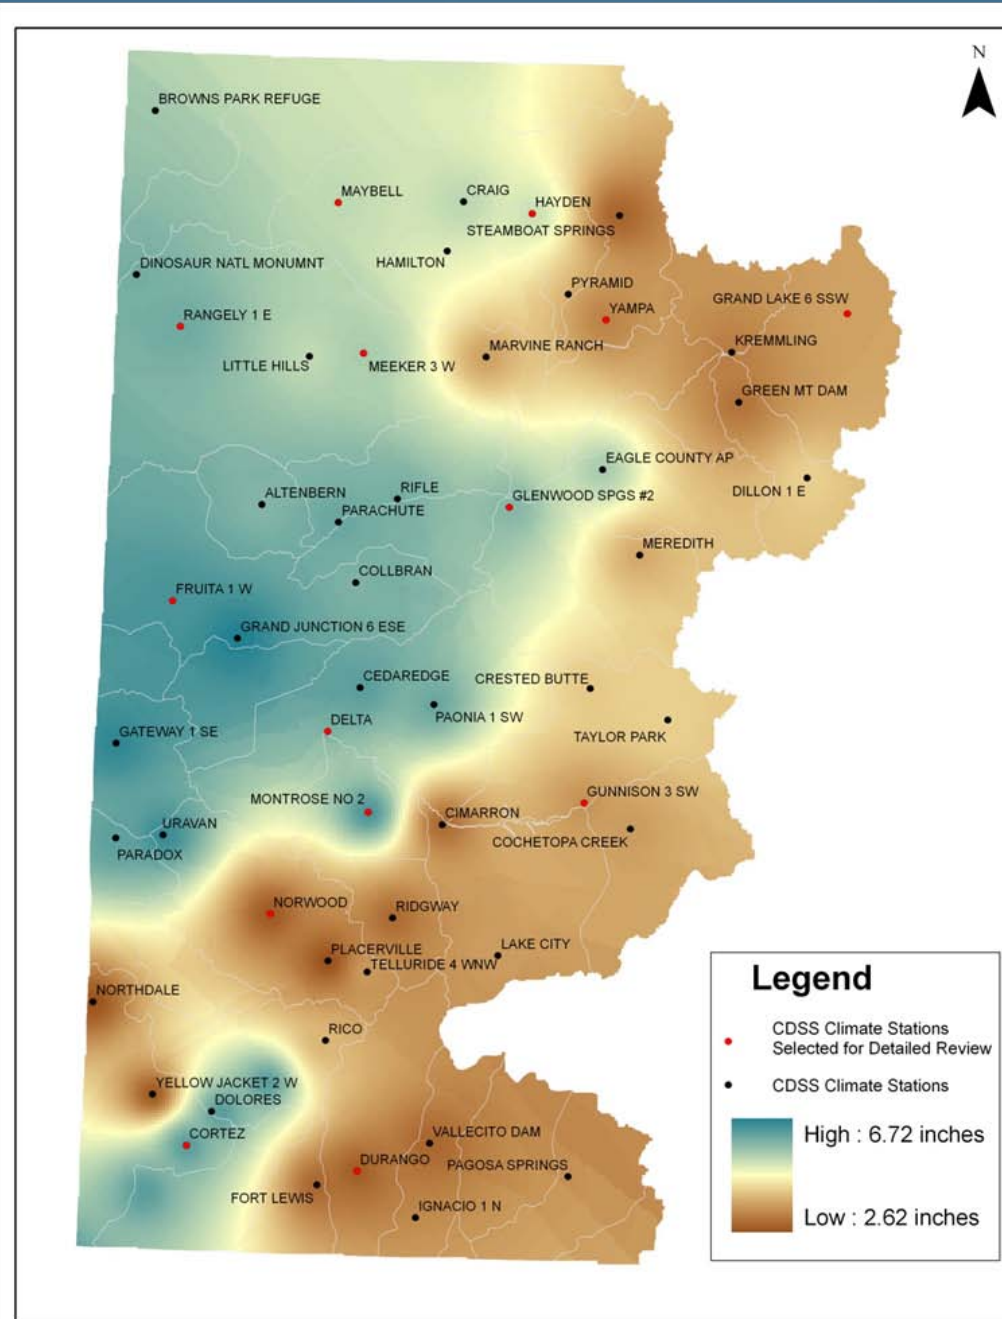 N
BROWNS PARK REFUGE
MAYBELL
CRAIG
HAYDEN
STEAMBOAT SPRINGS
HAMILTON
DINOSAUR NATL MONUMNT
PYRAMID
GRAND LAKE 6 SSW
RANGELY 1 E
YAMPA
KREMMLING
MARVINE RANCH
LITTLE HILLS
MEEKER 3 W
GREEN MT DAM
EAGLE COUNTY AP
RIFLE
ALTENBERN
GLENWOOD SPGS #2
DILLON 1 E
PARACHUTE
MEREDITH
COLLBRAN
FRUITA 1 W
GRAND JUNCTION 6 ESE
CEDAREDGE
CRESTED BUTTE
PAONIA 1 SW
DELTA
GATEWAY 1 SE
TAYLOR PARK
GUNNISON 3 SW
MONTROSE NO 2
CIMARRON
URAVAN
COCHETOPA CREEK
PARADOX
NORWOOD
RIDGWAY
LAKE CITY
PLACERVILLE
TELLURIDE 4 WNW
NORTHDALE
RICO
YELLOW JACKET 2 W
DOLORES
CORTEZ
VALLECITO DAM
DURANGO
PAGOSA SPRINGS
FORT LEWIS
IGNACIO 1 N
Legend
CDSS Climate Stations
Selected for Detailed Review
CDSS Climate Stations
High : 6.72 inches
Low : 2.62 inches